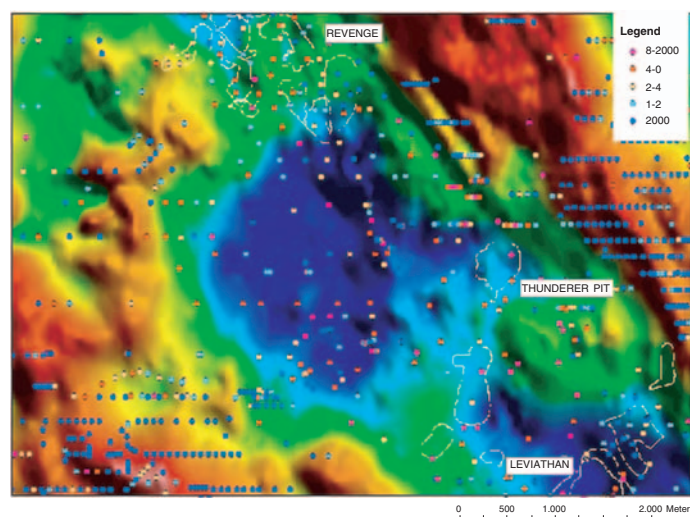 REVENGE
Legend
8-2000
4-0
2-4
1-2
2000
THUNDERER PIT
LEVIATHAN
0 500 1.000 2.000 Meter